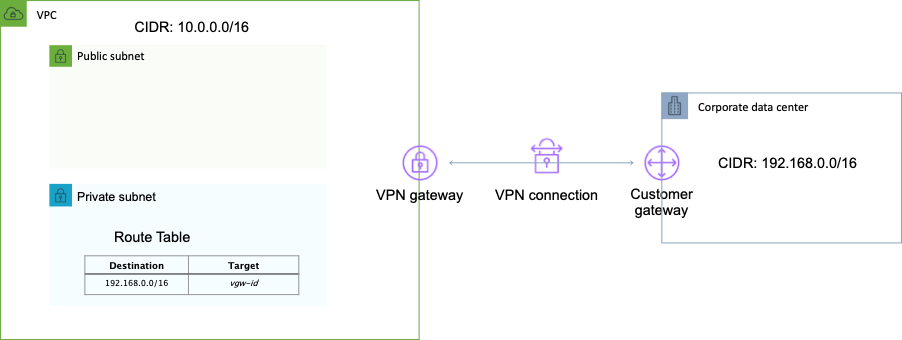 VPC
CIDR: 10.0.0.0/16
Public subnet
Private subnet
Route Table
Destination Target
192.168.0.0/16 vgw-id
VPN gateway
VPN connection
Customer
gateway
Corporate data center
CIDR: 192.168.0.0/16